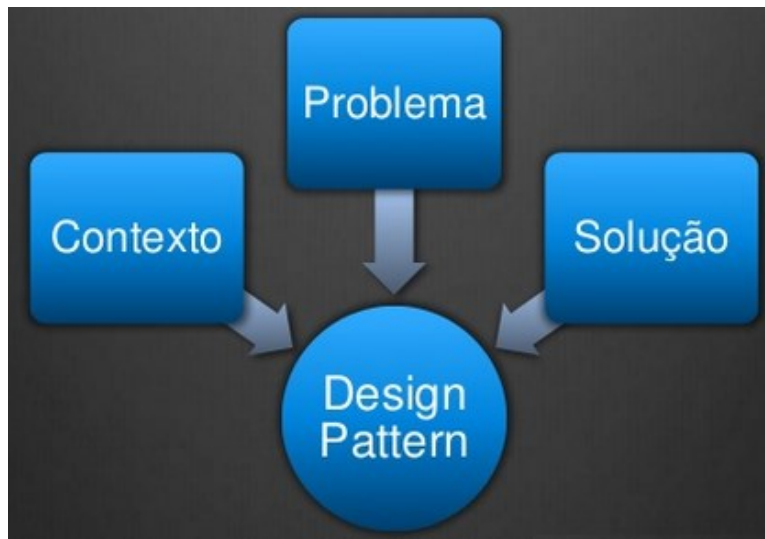 Problema
Contexto
Solução
Design
Pattern